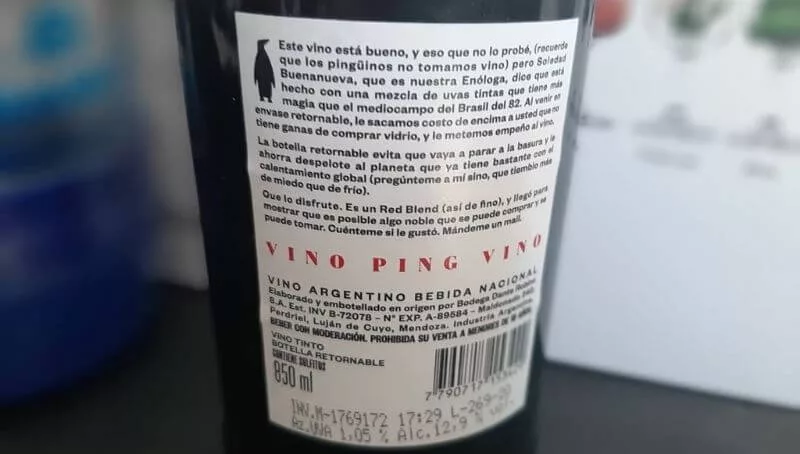 Este vino está bueno, y eso que no lo probé, (recuerde
que los pingüinos no tomamos vino) pero Soledad
Buenanueva, que es nuestra Enóloga, dice que está
hecho con una mezcla de uvas tintas que tiene más
magia que el mediocampo del Brasil del 82. Al venir en
envase retornable, le sacamos costo de encima a usted que no
tiene ganas de comprar vidrio, y le metemos empeño al vino.
La botella retornable evita que vaya a parar a la basura y le
ahorra despelote al planeta que ya tiene bastante con el
calentamiento global (pregúnteme a mí sino, que tiemblo más
de miedo que de frío).
Que lo disfrute. Es un Red Blend (así de fino), y llegó para
mostrar que es posible algo noble que se puede comprar y se
puede tomar. Cuénteme si le gustó. Mándeme un mail.
VINO PING VINO
VINO ARGENTINO BEBIDA NACIONAL
Elaborado y embotellado en origen por Bodega Dante Robino
S.A. Est. INV B-72078 - N° EXP. A-89584 - Maldonado
Perdriel, Luján de Cuyo, Mendoza. Industria Argentina.
BEBER CON MODERACIÓN. PROHIBIDA SU VENTA A MENORES DE 18 AÑOS.
VINO TINTO
BOTELLA RETORNABLE
CONTIENE SULFITOS
850 ml
7 790717
INV.M-1769172 17:29 L-269-20
Az.UVA 1,05 % Alc.12,9 % vol.